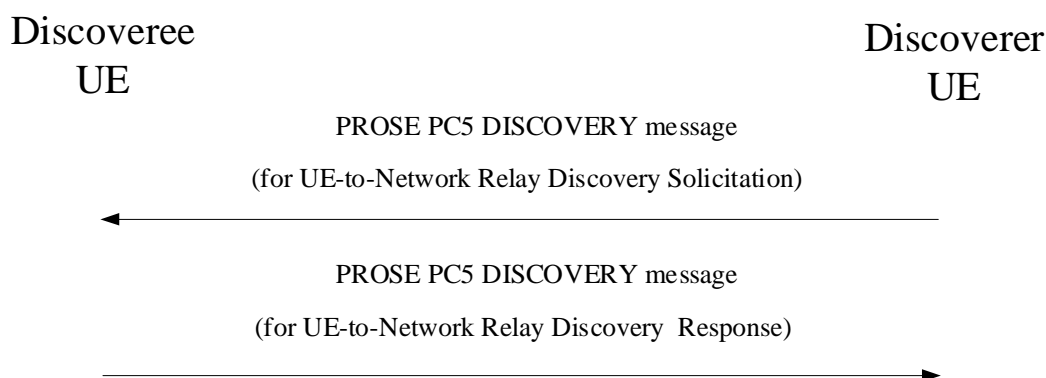 Discoveree
UE
Discoverer
UE
PROSE PC5 DISCOVERY message
(for UE-to-Network Relay Discovery Solicitation)
PROSE PC5 DISCOVERY message
(for UE-to-Network Relay Discovery  Response)